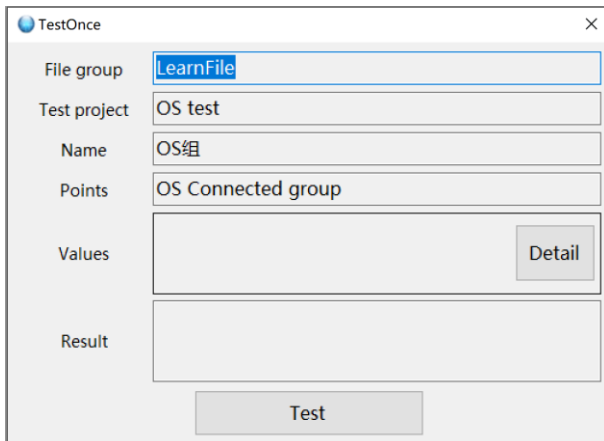 TestOnce
File group LearnFile
Test project OS test
Name OS组
Points OS Connected group
Values Detail
Result
Test